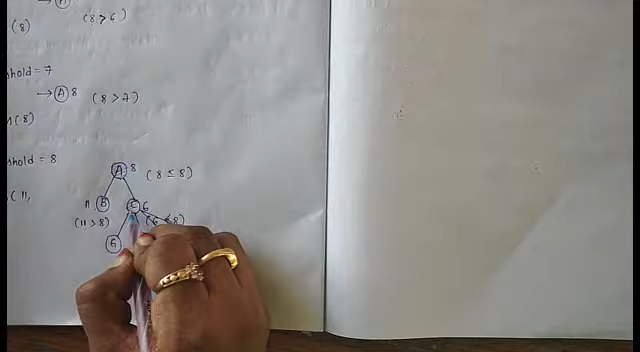 (8)
(8 > 6)
shold = 7
→ A 8 (8 > 7)
(8)
shold = 8
A 8 (8 ≤ 8)
(11,
11 B C 6
(11 > 8) (6 ≤ 8)
G